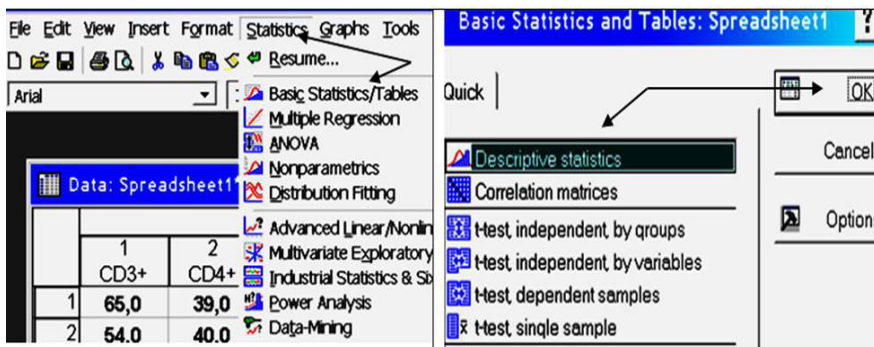 File Edit View Insert Format Statistics Graphs Tools
Resume...
Arial
Basic Statistics/Tables
Multiple Regression
ANOVA
Nonparametrics
Distribution Fitting
Advanced Linear/Nonlin
Multivariate Exploratory
Industrial Statistics & Si
Power Analysis
Data-Mining
Data: Spreadsheet1
1 2
CD3+ CD4+
1 65,0 39,0
2 54,0 40,0
Basic Statistics and Tables: Spreadsheet1 ?
Quick
OK
Cancel
Option
Descriptive statistics
Correlation matrices
t-test, independent, by groups
t-test, independent, by variables
t-test, dependent samples
t-test, single sample